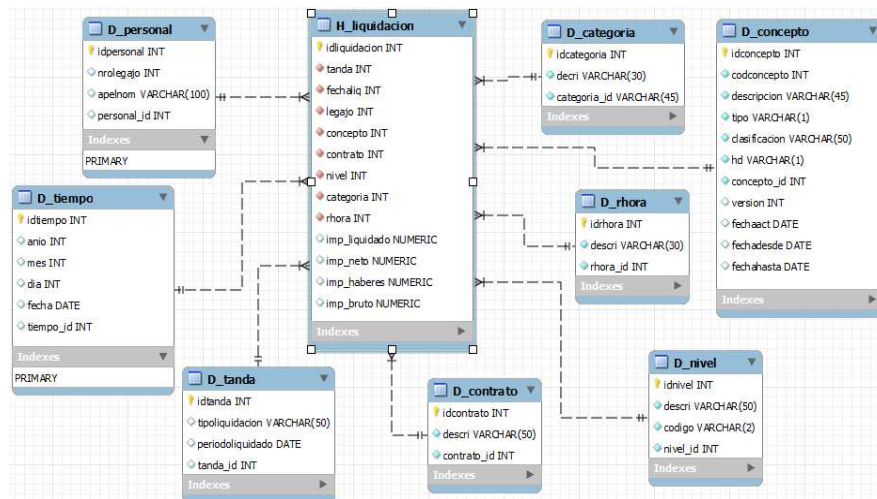 D_personal
idpersonal INT
nrolegajo INT
apelnom VARCHAR(100)
personal_id INT
Indexes
PRIMARY
D_tiempo
idtiempo INT
anio INT
mes INT
dia INT
fecha DATE
tiempo_id INT
Indexes
PRIMARY
D_tanda
idtanda INT
tipoliquidacion VARCHAR(50)
periodoliquidado DATE
tanda_id INT
Indexes
H_liquidacion
idliquidacion INT
tanda INT
fechaliq INT
legajo INT
concepto INT
contrato INT
nivel INT
categoria INT
rhora INT
imp_liquidado NUMERIC
imp_neto NUMERIC
imp_haberes NUMERIC
imp_bruto NUMERIC
Indexes
D_contrato
idcontrato INT
descri VARCHAR(50)
contrato_id INT
Indexes
D_categoria
idcategoria INT
decri VARCHAR(30)
categoria_id VARCHAR(45)
Indexes
D_rhora
idrhora INT
descri VARCHAR(30)
rhora_id INT
Indexes
D_concepto
idconcepto INT
codconcepto INT
descripcion VARCHAR(45)
tipo VARCHAR(1)
clasificacion VARCHAR(50)
hd VARCHAR(1)
concepto_id INT
version INT
fechaact DATE
fechadesde DATE
fechahasta DATE
Indexes
D_nivel
idnivel INT
descri VARCHAR(50)
codigo VARCHAR(2)
nivel_id INT
Indexes